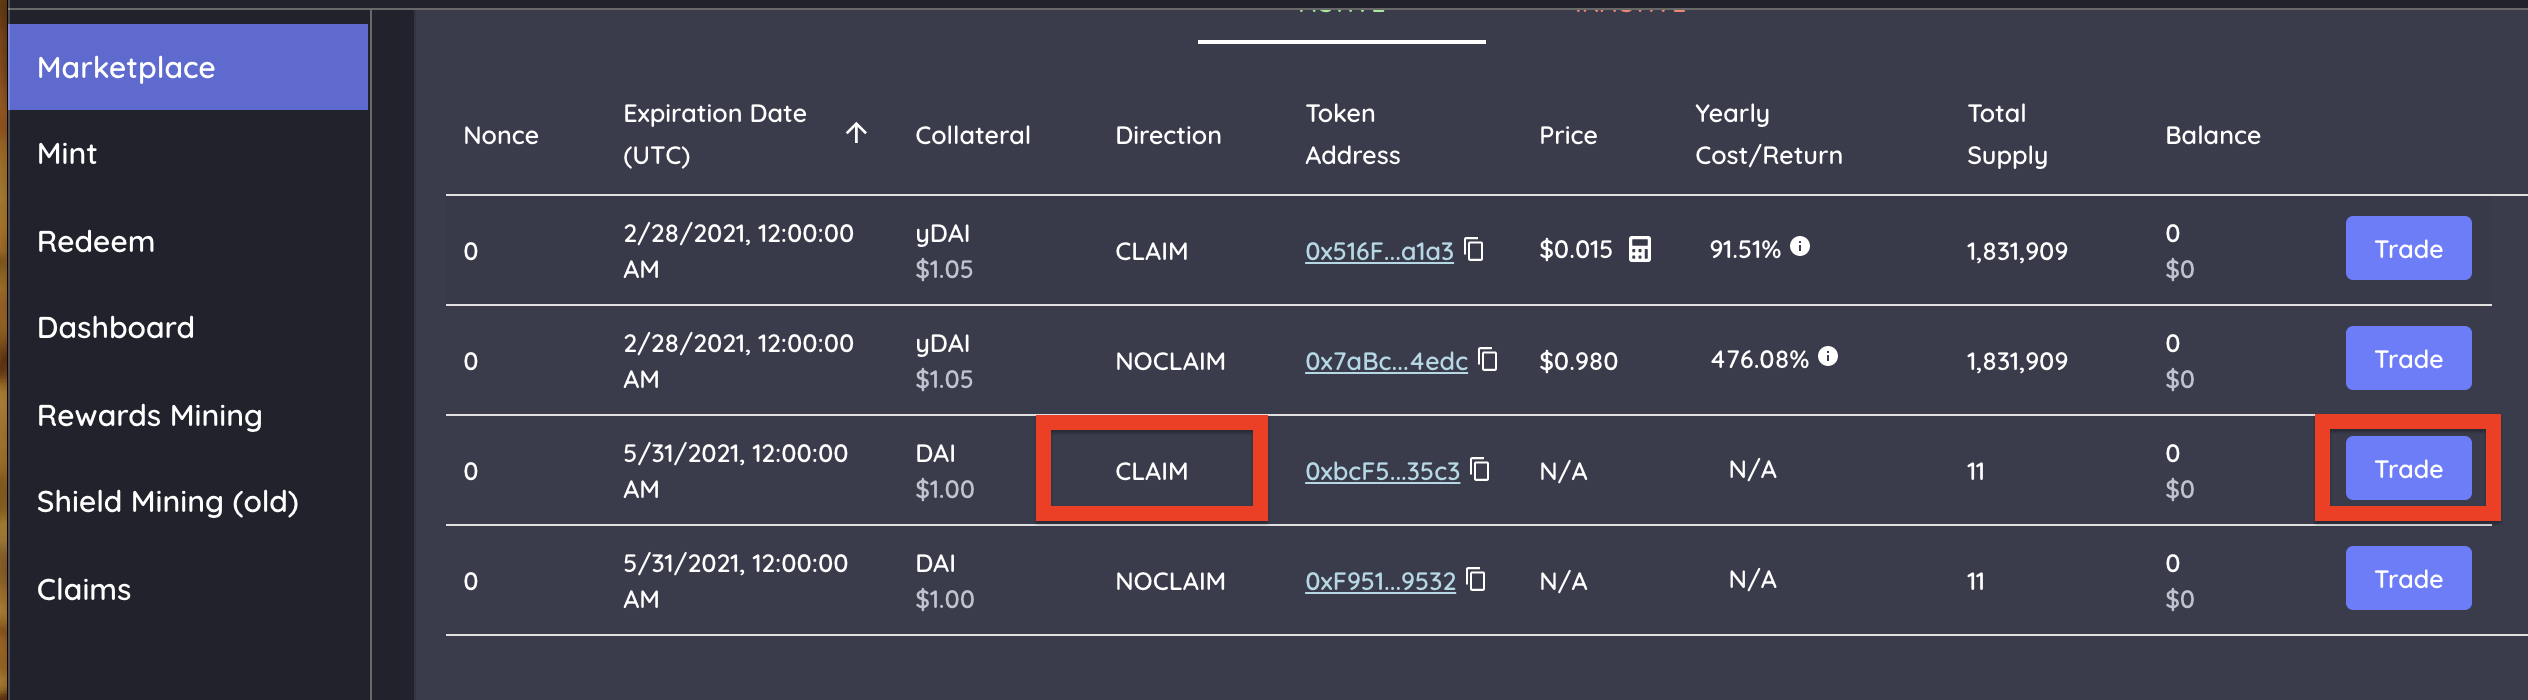 Marketplace
Mint
Redeem
Dashboard
Rewards Mining
Shield Mining (old)
Claims
Nonce
Expiration Date
(UTC)
Collateral
Direction
Token
Address
Price
Yearly
Cost/Return
Total
Supply
Balance
0
2/28/2021, 12:00:00
AM
yDAI
$1.05
CLAIM
0x516F...a1a3
$0.015
91.51%
1,831,909
0
$0
Trade
0
2/28/2021, 12:00:00
AM
yDAI
$1.05
NOCLAIM
0x7aBc...4edc
$0.980
476.08%
1,831,909
0
$0
Trade
0
5/31/2021, 12:00:00
AM
DAI
$1.00
CLAIM
0xbcF5...35c3
N/A
N/A
11
0
$0
Trade
0
5/31/2021, 12:00:00
AM
DAI
$1.00
NOCLAIM
0xF951...9532
N/A
N/A
11
0
$0
Trade